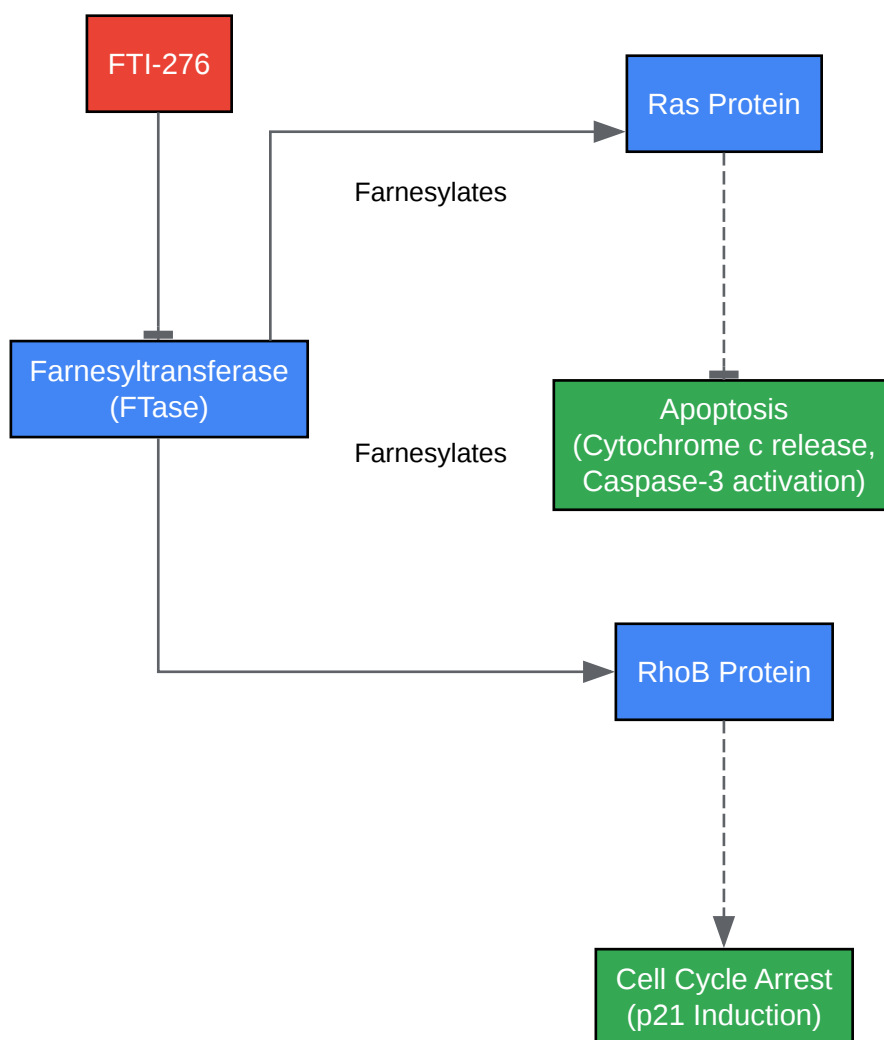 FTI-276
Ras Protein
Farnesylates
Farnesyltransferase
(FTase)
Apoptosis
(Cytochrome c release,
Caspase-3 activation)
Farnesylates
RhoB Protein
Cell Cycle Arrest
(p21 Induction)